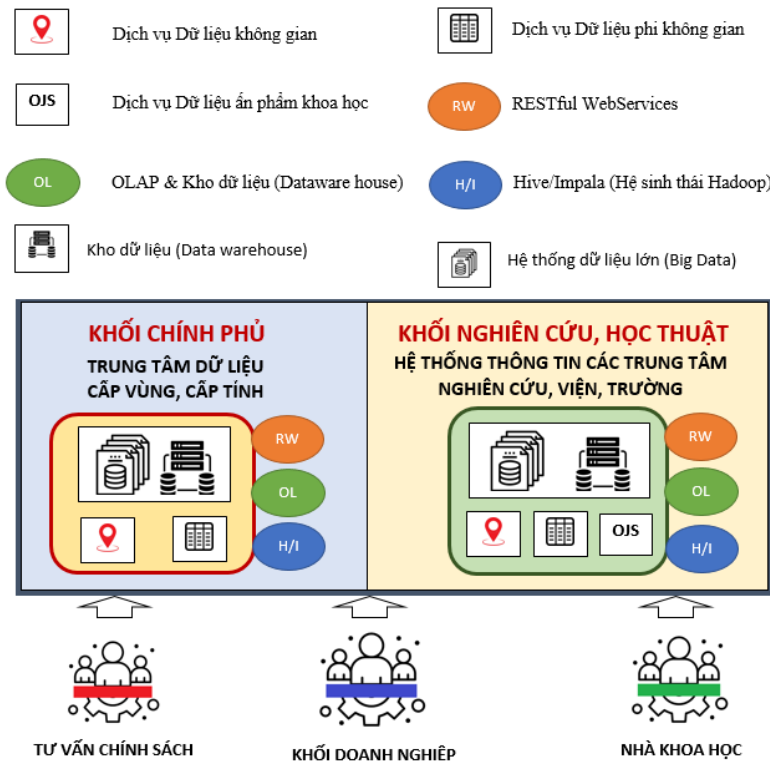 Dịch vụ Dữ liệu không gian
Dịch vụ Dữ liệu phi không gian
OJS
Dịch vụ Dữ liệu ấn phẩm khoa học
RW
RESTful WebServices
OL
OLAP & Kho dữ liệu (Dataware house)
H/I
Hive/Impala (Hệ sinh thái Hadoop)
Kho dữ liệu (Data warehouse)
Hệ thống dữ liệu lớn (Big Data)
KHỐI CHÍNH PHỦ
TRUNG TÂM DỮ LIỆU
CẤP VÙNG, CẤP TỈNH
RW
OL
H/I
KHỐI NGHIÊN CỨU, HỌC THUẬT
HỆ THỐNG THÔNG TIN CÁC TRUNG TÂM
NGHIÊN CỨU, VIỆN, TRƯỜNG
RW
OL
OJS
H/I
TƯ VẤN CHÍNH SÁCH
KHỐI DOANH NGHIỆP
NHÀ KHOA HỌC